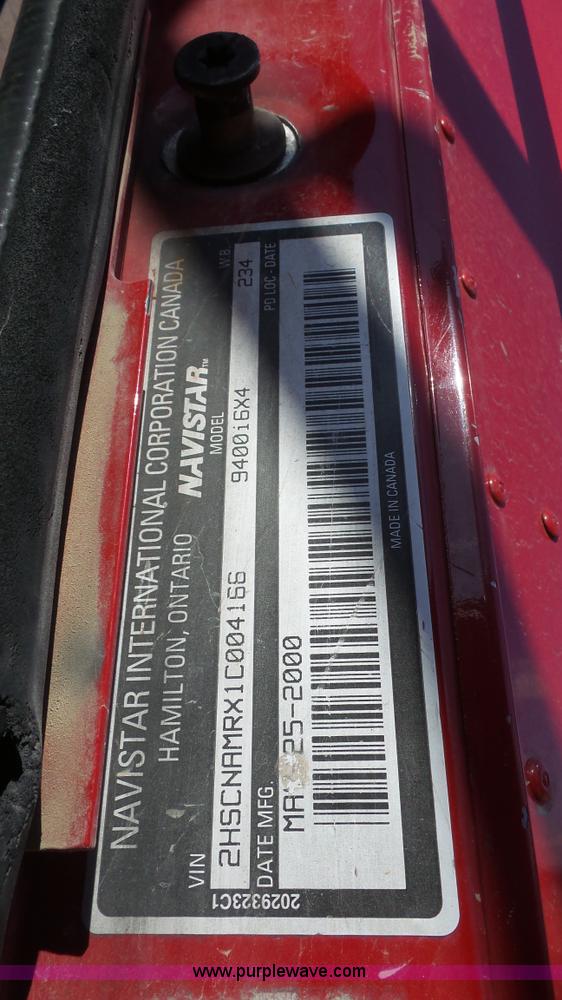 NAVISTAR INTERNATIONAL CORPORATION CANADA
HAMILTON, ONTARIO
NAVISTAR™
VIN MODEL W.B.
2HSCNAMRX1C004166 9400i6X4 234
DATE MFG. PD LOC-DATE
25-2000
MADE IN CANADA
2029323C1
www.purplewave.com